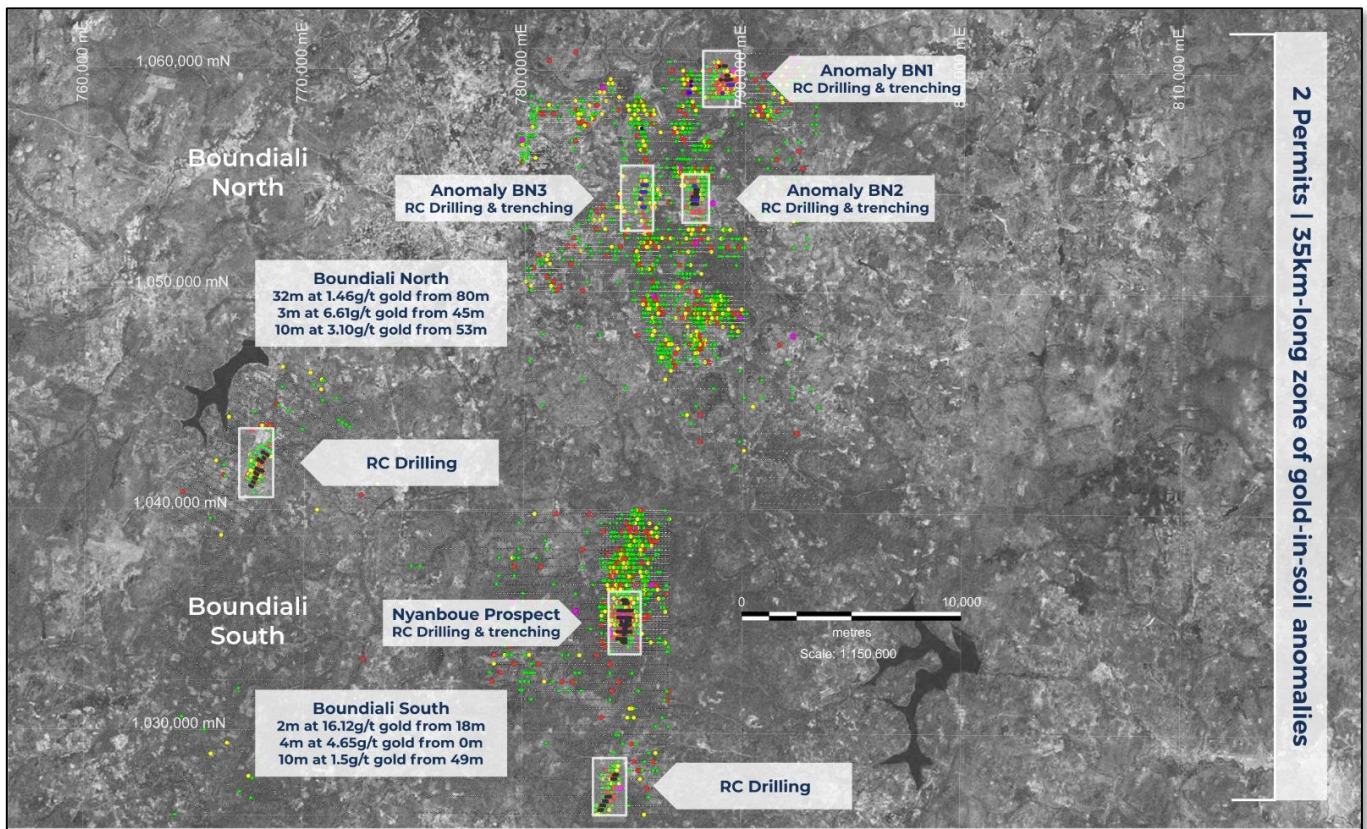 760,000 mE
770,000 mE
780,000 mE
790,000 mE
810,000 mE
1,060,000 mN
Anomaly BN1
RC Drilling & trenching
Boundiali
North
Anomaly BN3
RC Drilling & trenching
Anomaly BN2
RC Drilling & trenching
2 Permits | 35km-long zone of gold-in-soil anomalies
Boundiali North
32m at 1.46g/t gold from 80m
3m at 6.61g/t gold from 45m
10m at 3.10g/t gold from 53m
1,050,000 mN
RC Drilling
1,040,000 mN
Boundiali
South
Nyanboue Prospect
RC Drilling & trenching
0
10,000
metres
Scale: 1:150,600
Boundiali South
2m at 16.12g/t gold from 18m
4m at 4.65g/t gold from 0m
10m at 1.5g/t gold from 49m
1,030,000 mN
RC Drilling